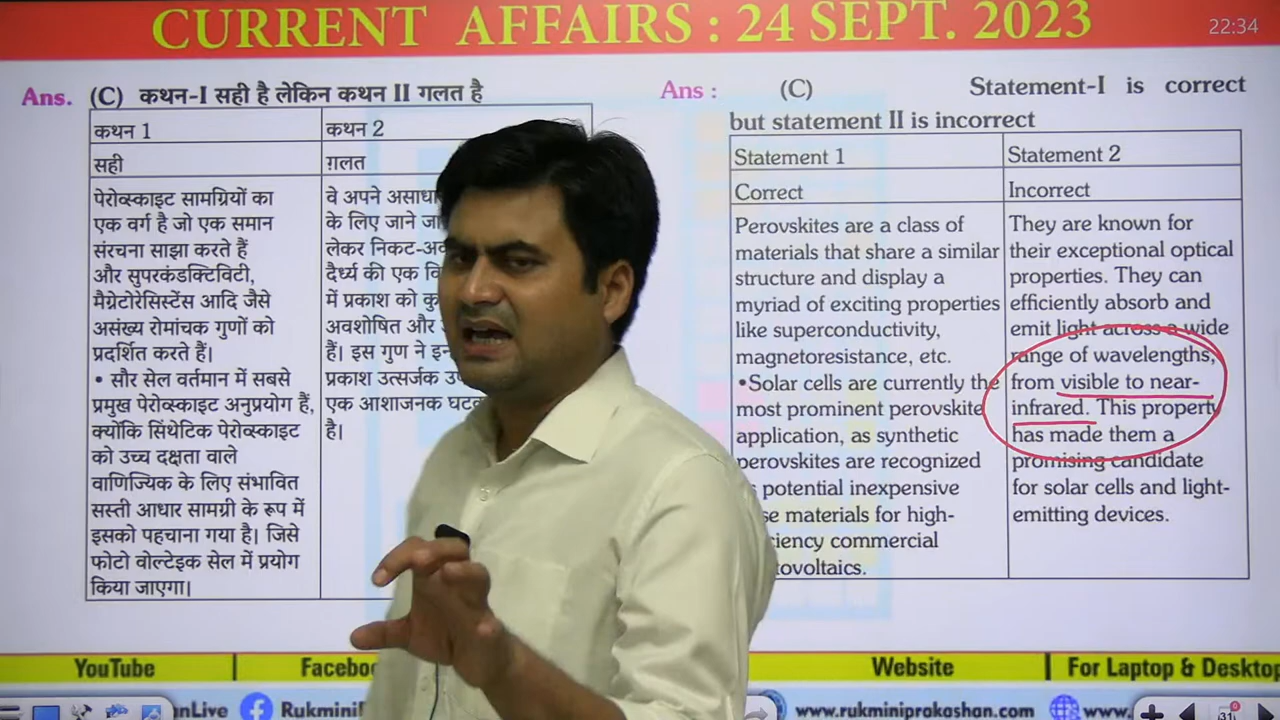 CURRENT AFFAIRS : 24 SEPT. 2023
22:34
Ans. (C) कथन-I सही है लेकिन कथन II गलत है
कथन 1
कथन 2
सही
ग़लत
पेरोव्स्काइट सामग्रियों का
एक वर्ग है जो एक समान
संरचना साझा करते हैं
और सुपरकंडक्टिविटी,
मैग्नेटोरेसिस्टेंस आदि जैसे
असंख्य रोमांचक गुणों को
प्रदर्शित करते हैं।
• सौर सेल वर्तमान में सबसे
प्रमुख पेरोव्स्काइट अनुप्रयोग हैं,
क्योंकि सिंथेटिक पेरोव्स्काइट
को उच्च दक्षता वाले
वाणिज्यिक के लिए संभावित
सस्ती आधार सामग्री के रूप में
इसको पहचाना गया है। जिसे
फोटो वोल्टेइक सेल में प्रयोग
किया जाएगा।
वे अपने
के लिए जाने
लेकर
दैर्ध्य की एक
में प्रकाश को
अवशोषित और
हैं। इस गुण ने
प्रकाश उत्सर्जक
एक आशाजनक
है।
Ans : (C) Statement-I is correct
but statement II is incorrect
Statement 1
Statement 2
Correct
Incorrect
Perovskites are a class of
materials that share a similar
structure and display a
myriad of exciting properties
like superconductivity,
magnetoresistance, etc.
•Solar cells are currently the
most prominent perovskite
application, as synthetic
perovskites are recognized
potential inexpensive
materials for high-
commercial
They are known for
their exceptional optical
properties. They can
efficiently absorb and
emit light across a wide
range of wavelengths,
from visible to near-
infrared. This property
has made them a
promising candidate
for solar cells and light-
emitting devices.
YouTube
Website
For Laptop & Desktop
www.rukminiprakashan.com
www.
31